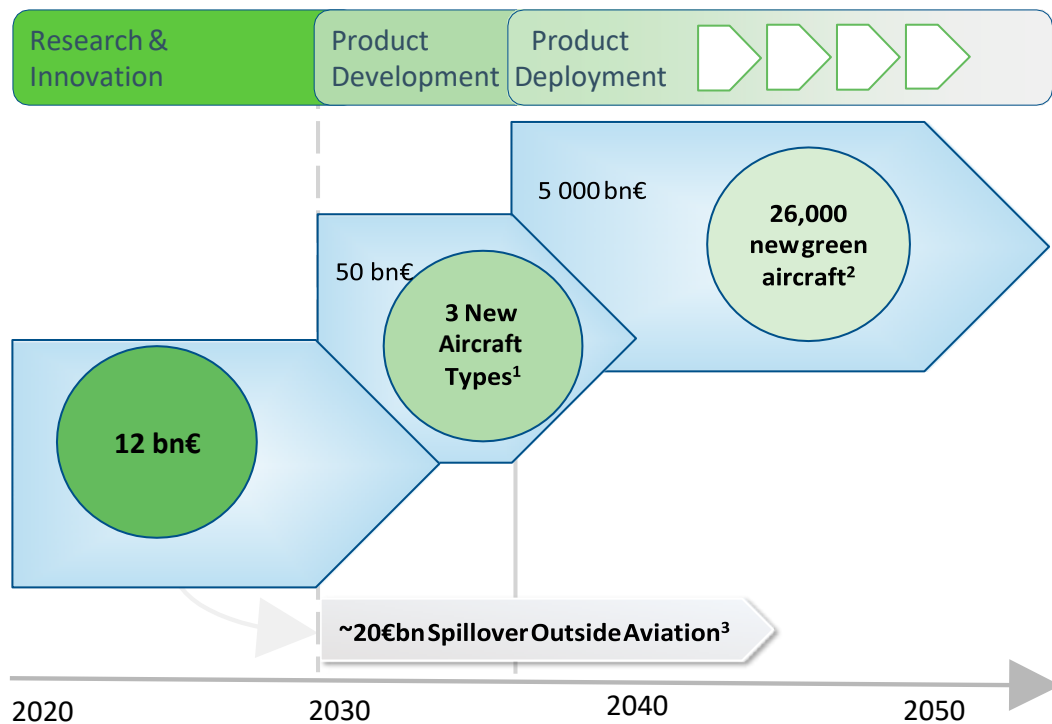 Research &
Innovation
Product
Development
Product
Deployment
5 000 bn€
26,000
new green
aircraft²
50 bn€
3 New
Aircraft
Types¹
12 bn€
~20€bn Spillover Outside Aviation³
2020
2030
2040
2050